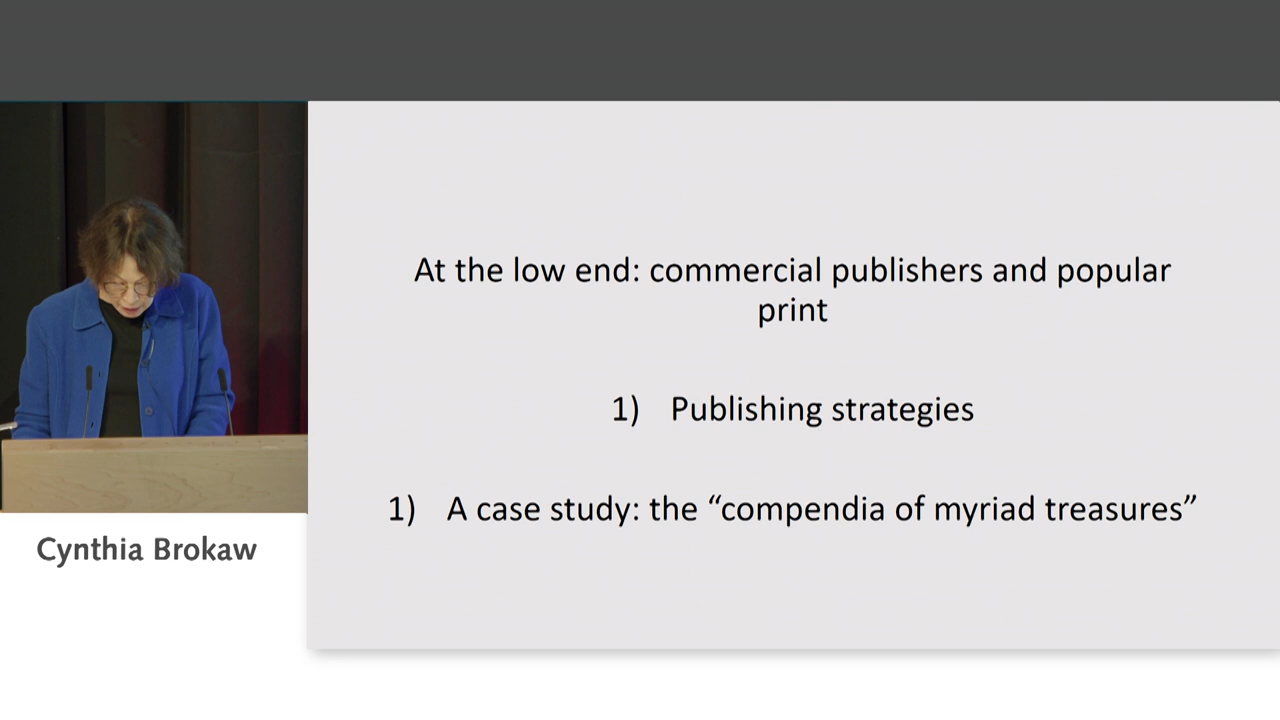 At the low end: commercial publishers and popular
print
1) Publishing strategies
1) A case study: the “compendia of myriad treasures”
Cynthia Brokaw